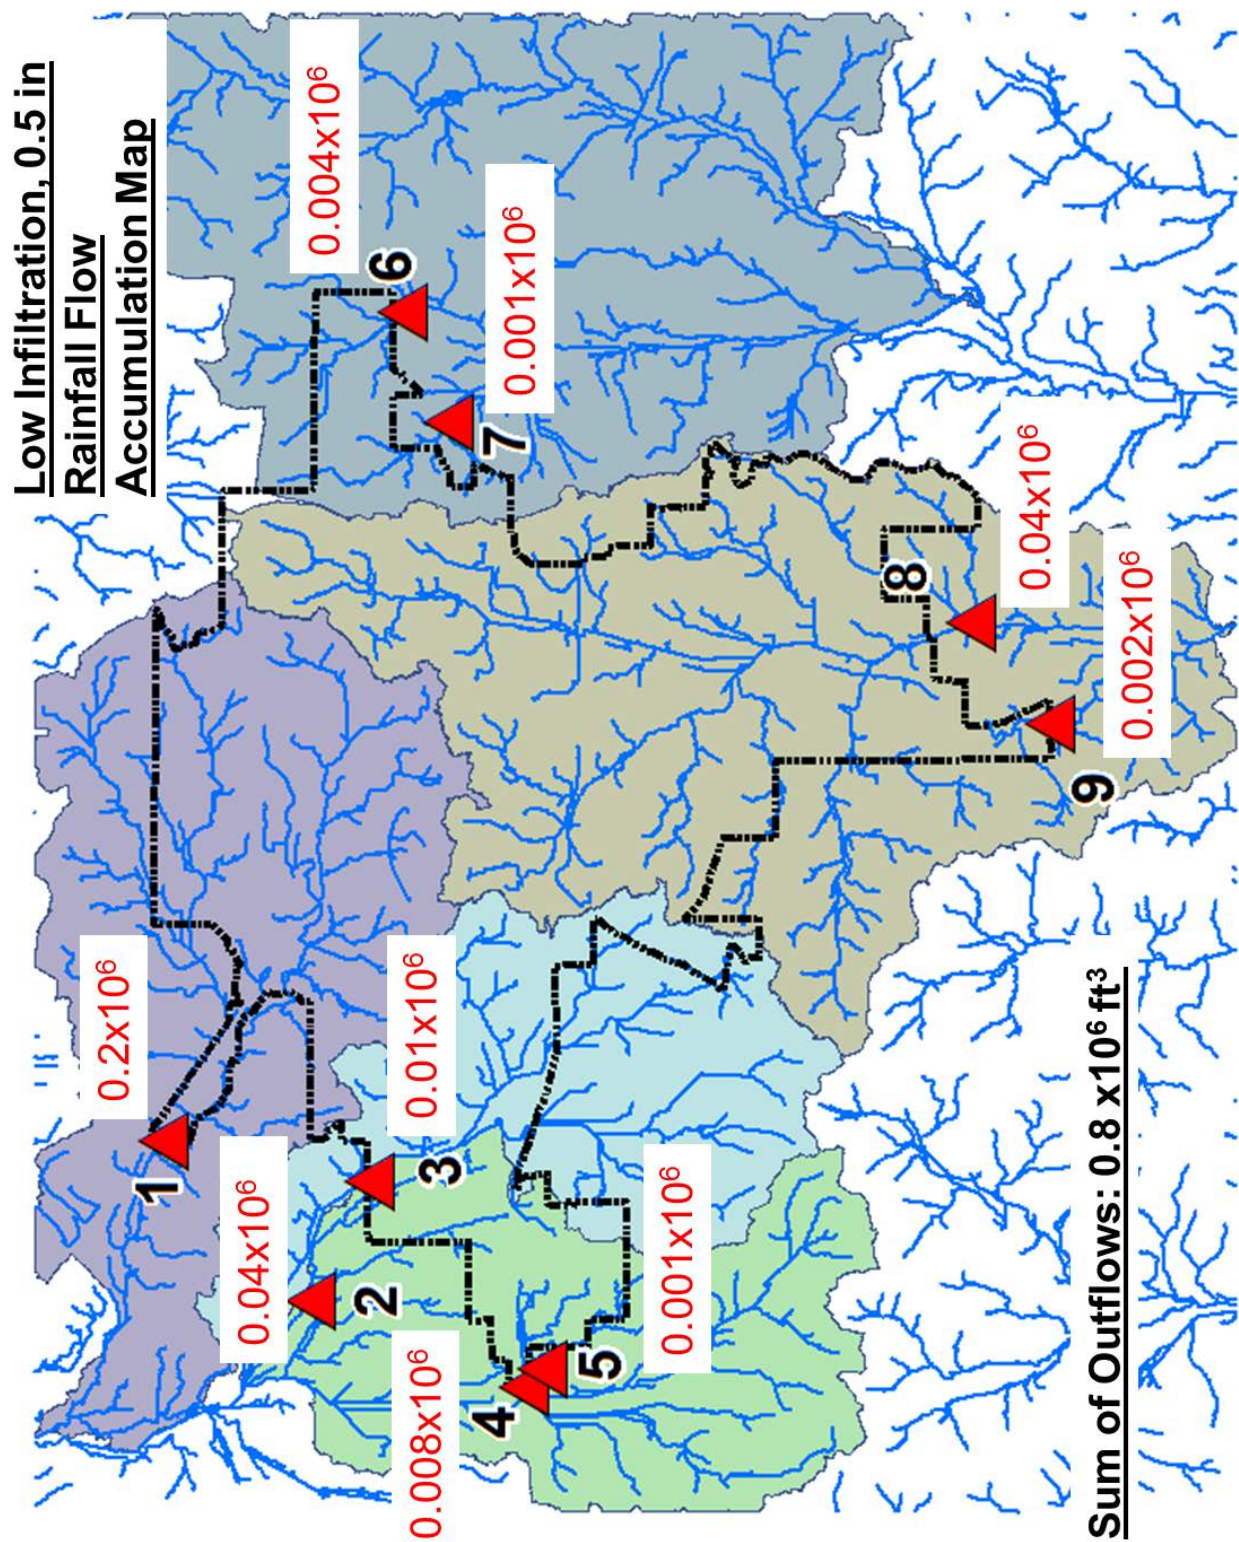 Low Infiltration, 0.5 in
Rainfall Flow
Accumulation Map
0.2x10⁶
1
0.04x10⁶
2
0.01x10⁶
3
0.008x10⁶
4
0.001x10⁶
5
0.004x10⁶
6
0.001x10⁶
7
0.04x10⁶
8
0.002x10⁶
9
Sum of Outflows: 0.8 x10⁶ ft³